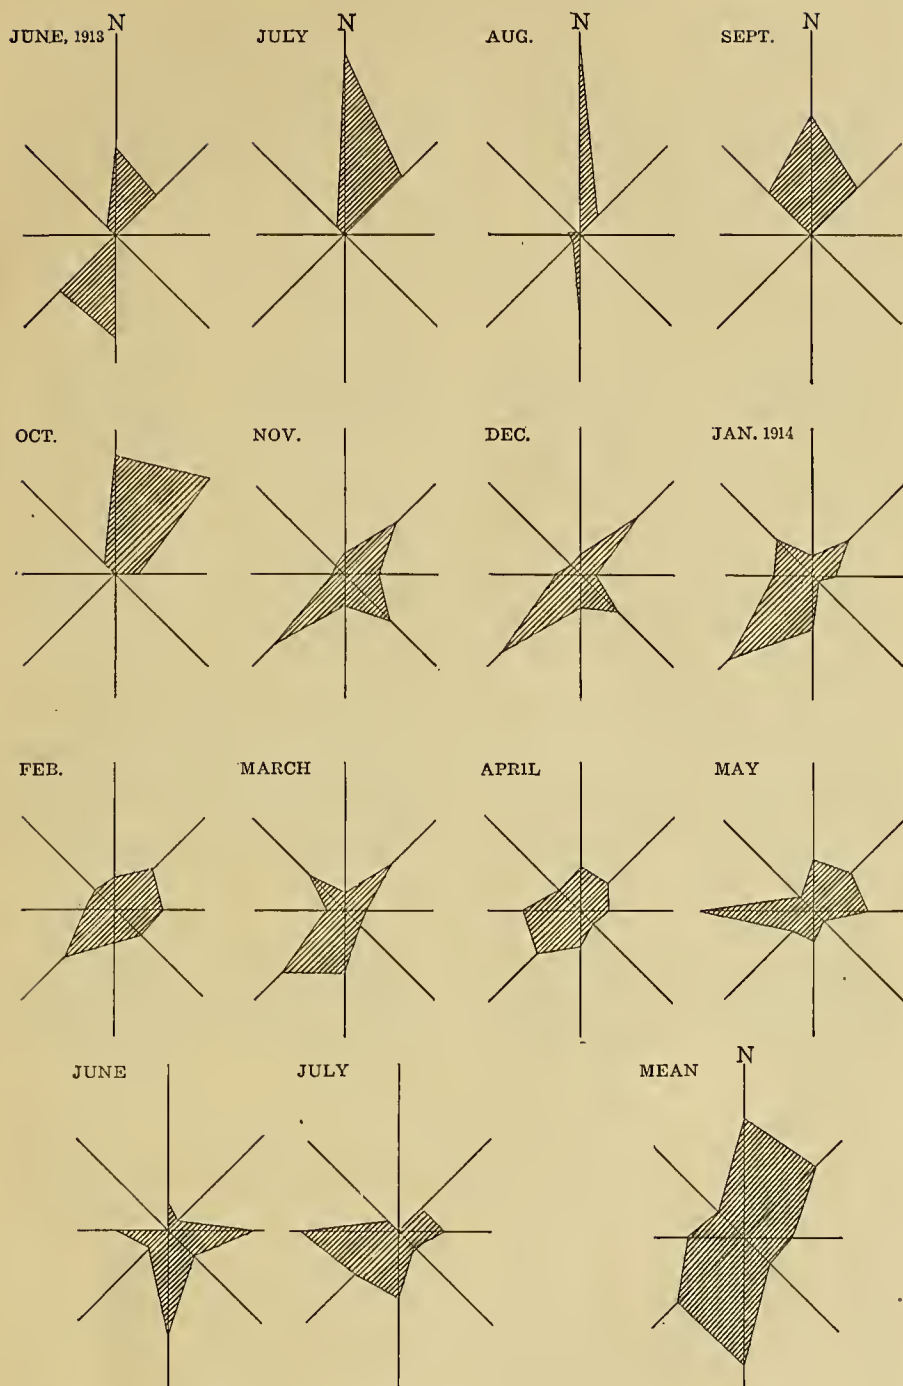 JUNE, 1913 N
JULY N
AUG. N
SEPT. N
OCT.
NOV.
DEC.
JAN. 1914
FEB.
MARCH
APRIL
MAY
JUNE
JULY
MEAN N